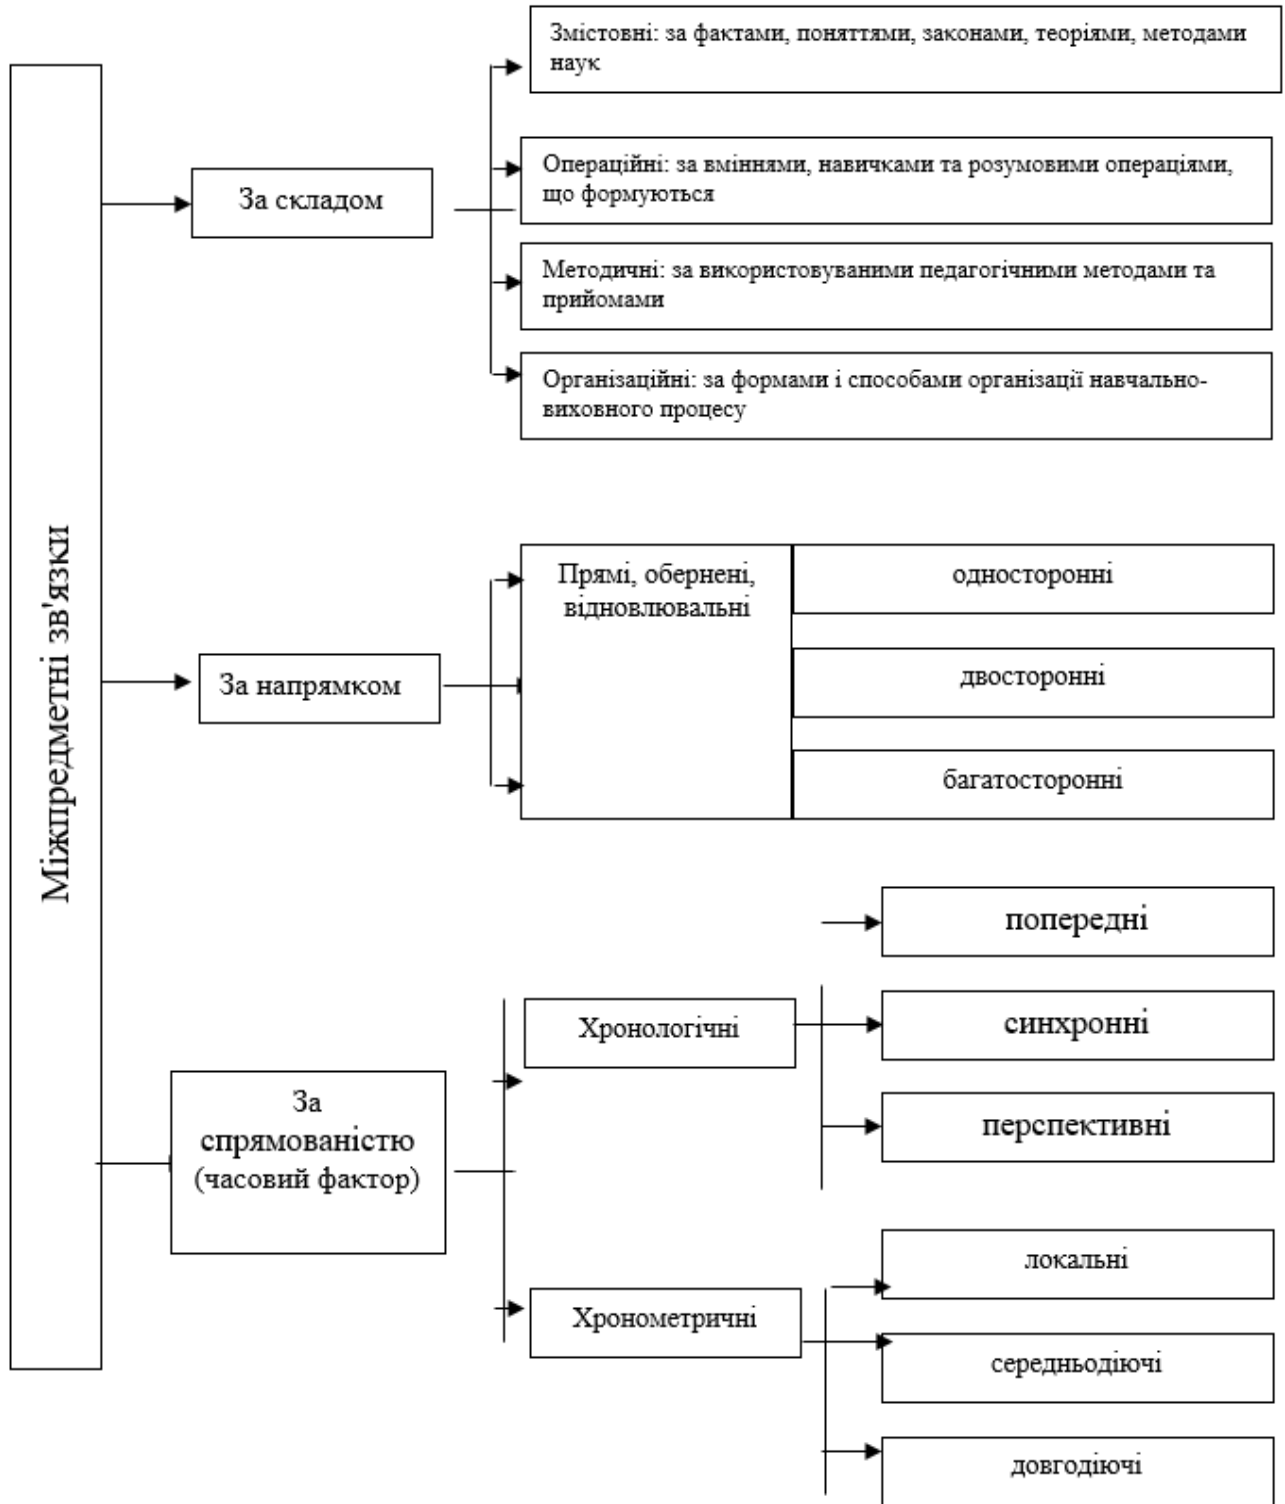 Міжпредметні зв'язки
За складом
Змістовні: за фактами, поняттями, законами, теоріями, методами
наук
Операційні: за вміннями, навичками та розумовими операціями,
що формуються
Методичні: за використовуваними педагогічними методами та
прийомами
Організаційні: за формами і способами організації навчально-
виховного процесу
За напрямком
Прямі, обернені,
відновлювальні
односторонні
двосторонні
багатосторонні
За
спрямованістю
(часовий фактор)
Хронологічні
попередні
синхронні
перспективні
Хронометричні
локальні
середньодіючі
довгодіючі